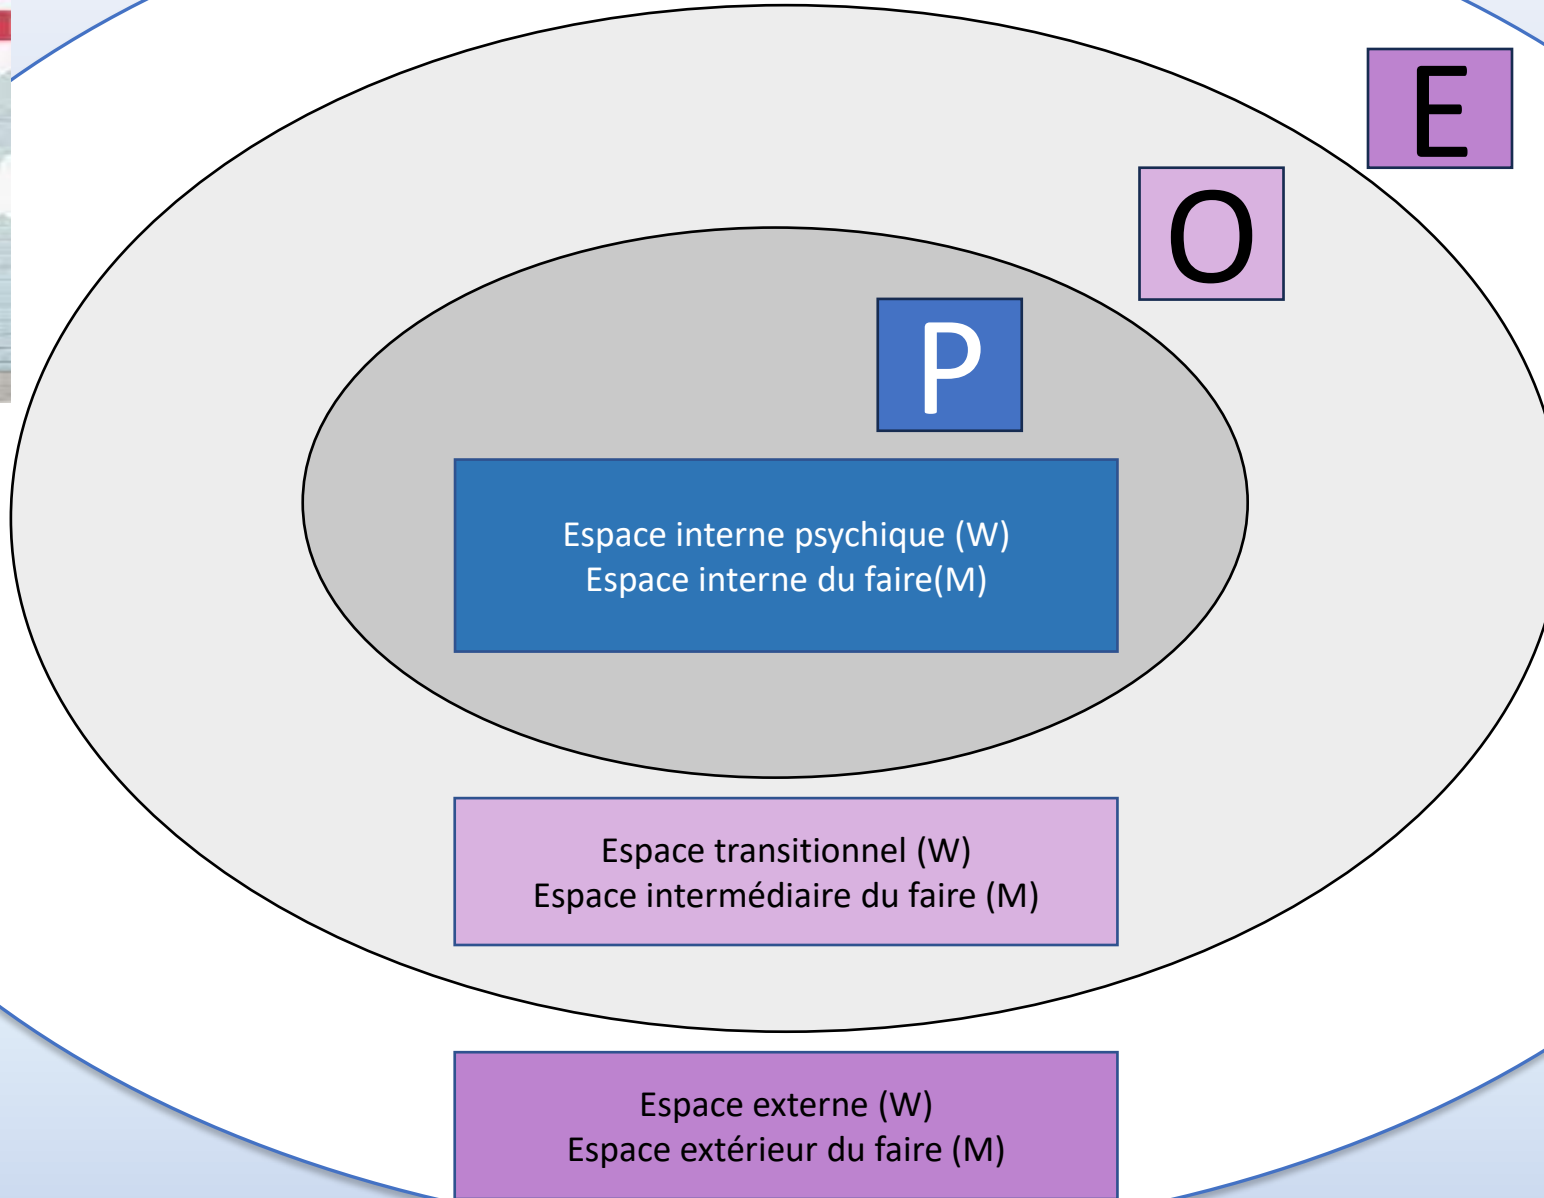 E
O
P
Espace interne psychique (W)
Espace interne du faire(M)
Espace transitionnel (W)
Espace intermédiaire du faire (M)
Espace externe (W)
Espace extérieur du faire (M)